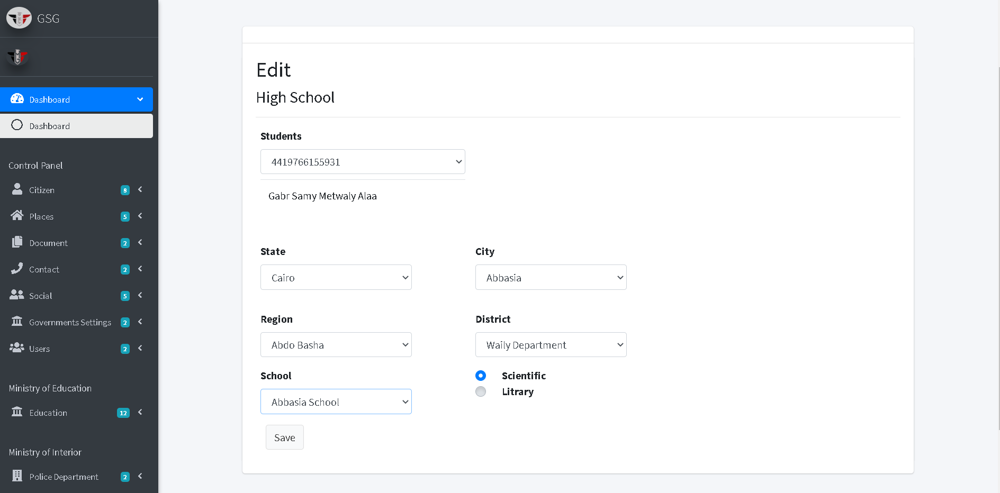 GSG
Dashboard
Dashboard
Control Panel
Citizen 8
Places 5
Document 2
Contact 2
Social 5
Governments Settings 2
Users 2
Ministry of Education
Education 12
Ministry of Interior
Police Department 2
Edit
High School
Students
4419766155931
Gabr Samy Metwaly Alaa
State
City
Cairo
Abbasia
Region
District
Abdo Basha
Waily Department
School
Scientific
Litrary
Abbasia School
Save